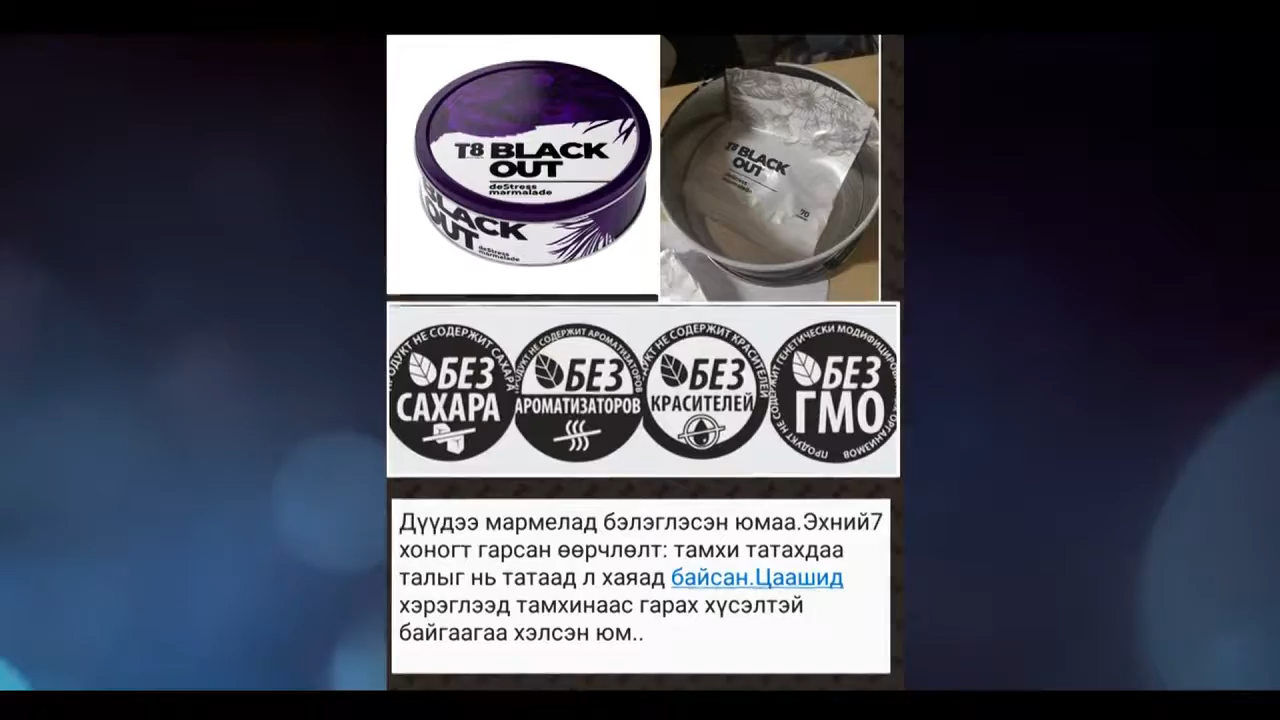 T8 BLACK
OUT
deStress
marmalade
BLACK
OUT
deStress
marmalade
T8 BLACK
OUT
deStress
marmalade
90
ПРОДУКТ НЕ СОДЕРЖИТ САХАРА
БЕЗ
САХАРА
ПРОДУКТ НЕ СОДЕРЖИТ АРОМАТИЗАТОРОВ
БЕЗ
АРОМАТИЗАТОРОВ
ПРОДУКТ НЕ СОДЕРЖИТ КРАСИТЕЛЕЙ
БЕЗ
КРАСИТЕЛЕЙ
ПРОДУКТ НЕ СОДЕРЖИТ ГЕНЕТИЧЕСКИ МОДИФИЦИРОВАННЫХ ОРГАНИЗМОВ
БЕЗ
ГМО
Дүүдээ мармелад бэлэглэсэн юмаа.Эхний7
хоногт гарсан өөрчлөлт: тамхи татахдаа
талыг нь татаад л хаяад байсан.Цаашид
хэрэглээд тамхинаас гарах хүсэлтэй
байгаагаа хэлсэн юм..